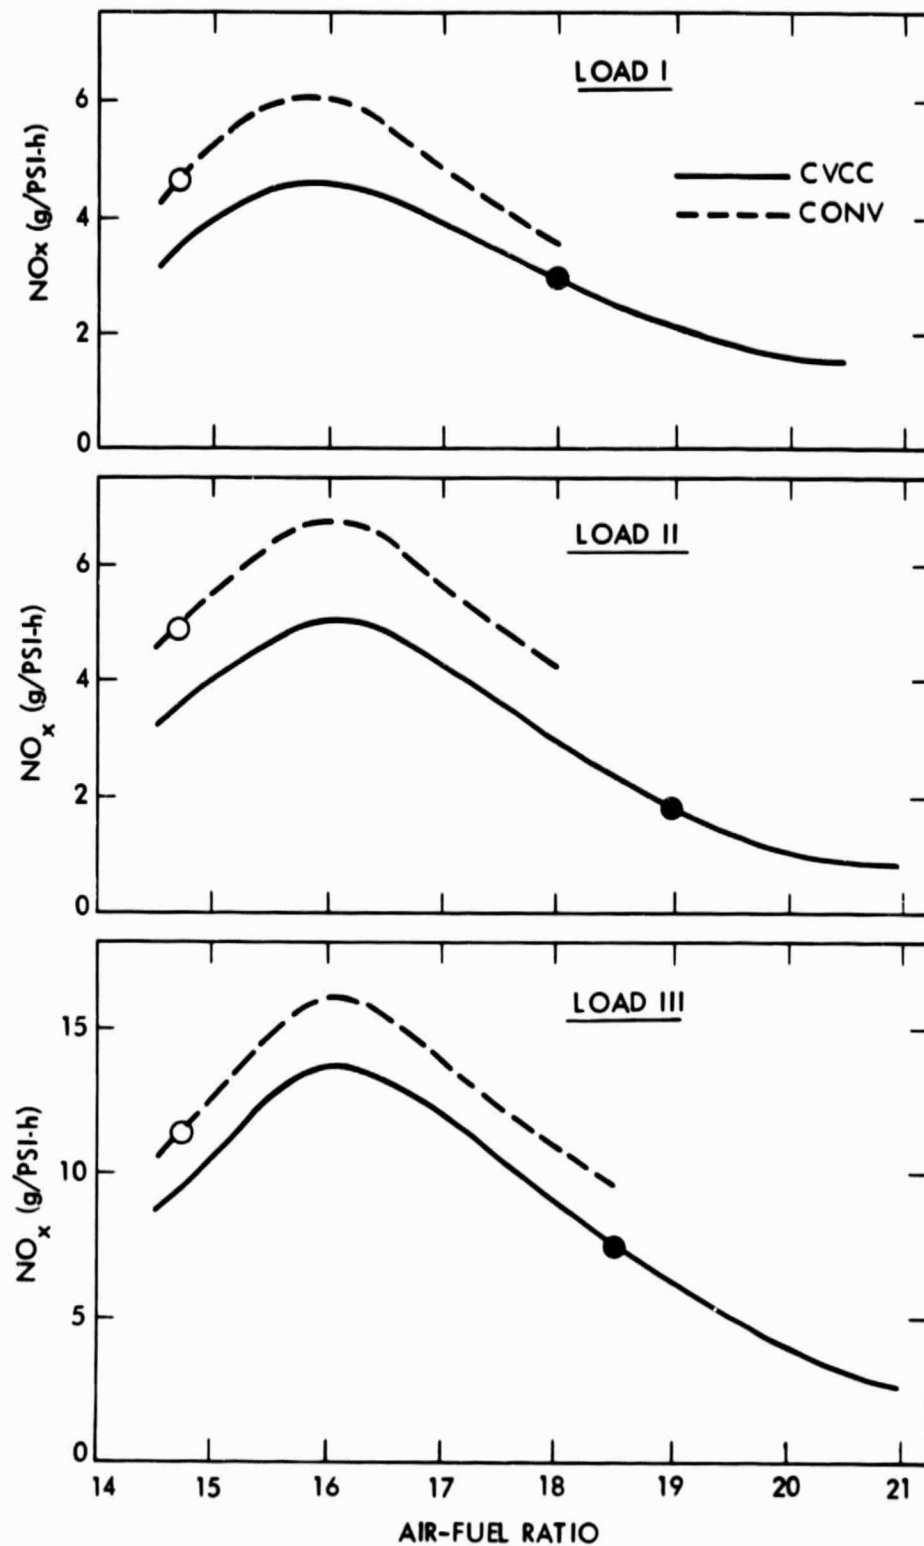 LOAD I
6
4
2
0
NOx (g/PSI-h)
CVCC
CONV
LOAD II
6
4
2
0
NOx (g/PSI-h)
LOAD III
15
10
5
0
NOx (g/PSI-h)
14 15 16 17 18 19 20 21
AIR-FUEL RATIO